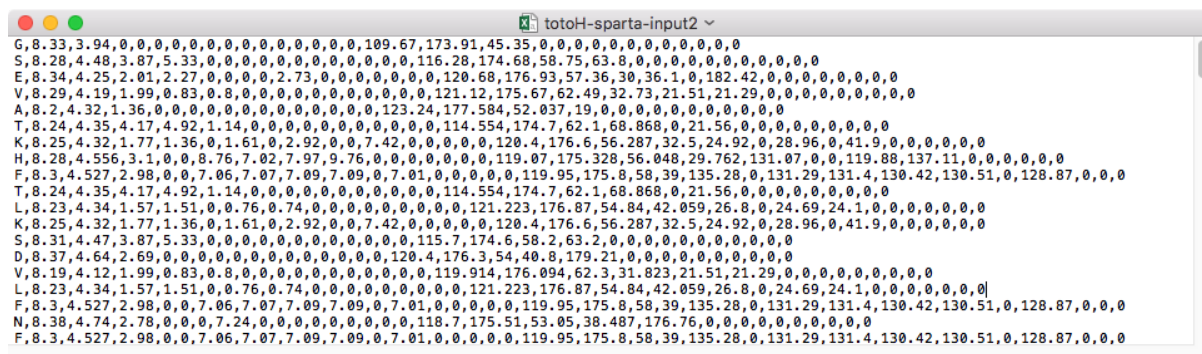 totoH-sparta-input2
G,8.33,3.94,0,0,0,0,0,0,0,0,0,0,0,0,0,0,109.67,173.91,45.35,0,0,0,0,0,0,0,0,0,0,0,0
S,8.28,4.48,3.87,5.33,0,0,0,0,0,0,0,0,0,0,0,0,116.28,174.68,58.75,63.8,0,0,0,0,0,0,0,0,0,0,0
E,8.34,4.25,2.01,2.27,0,0,0,0,2.73,0,0,0,0,0,0,0,120.68,176.93,57.36,30,36.1,0,182.42,0,0,0,0,0,0,0,0
V,8.29,4.19,1.99,0.83,0.8,0,0,0,0,0,0,0,0,0,0,0,121.12,175.67,62.49,32.73,21.51,21.29,0,0,0,0,0,0,0,0,0
A,8.2,4.32,1.36,0,0,0,0,0,0,0,0,0,0,0,0,0,123.24,177.584,52.037,19,0,0,0,0,0,0,0,0,0,0,0
T,8.24,4.35,4.17,4.92,1.14,0,0,0,0,0,0,0,0,0,0,0,114.554,174.7,62.1,68.868,0,21.56,0,0,0,0,0,0,0,0,0
K,8.25,4.32,1.77,1.36,0,1.61,0,2.92,0,0,7.42,0,0,0,0,0,120.4,176.6,56.287,32.5,24.92,0,28.96,0,41.9,0,0,0,0,0,0
H,8.28,4.556,3.1,0,0,8.76,7.02,7.97,9.76,0,0,0,0,0,0,0,119.07,175.328,56.048,29.762,131.07,0,0,119.88,137.11,0,0,0,0,0,0
F,8.3,4.527,2.98,0,0,7.06,7.07,7.09,7.09,0,7.01,0,0,0,0,0,119.95,175.8,58,39,135.28,0,131.29,131.4,130.42,130.51,0,128.87,0,0,0
T,8.24,4.35,4.17,4.92,1.14,0,0,0,0,0,0,0,0,0,0,0,114.554,174.7,62.1,68.868,0,21.56,0,0,0,0,0,0,0,0,0
L,8.23,4.34,1.57,1.51,0,0.76,0.74,0,0,0,0,0,0,0,0,0,121.223,176.87,54.84,42.059,26.8,0,24.69,24.1,0,0,0,0,0,0,0
K,8.25,4.32,1.77,1.36,0,1.61,0,2.92,0,0,7.42,0,0,0,0,0,120.4,176.6,56.287,32.5,24.92,0,28.96,0,41.9,0,0,0,0,0,0
S,8.31,4.47,3.87,5.33,0,0,0,0,0,0,0,0,0,0,0,0,115.7,174.6,58.2,63.2,0,0,0,0,0,0,0,0,0,0,0
D,8.37,4.64,2.69,0,0,0,0,0,0,0,0,0,0,0,0,0,120.4,176.3,54,40.8,179.21,0,0,0,0,0,0,0,0,0,0
V,8.19,4.12,1.99,0.83,0.8,0,0,0,0,0,0,0,0,0,0,0,119.914,176.094,62.3,31.823,21.51,21.29,0,0,0,0,0,0,0,0,0
L,8.23,4.34,1.57,1.51,0,0.76,0.74,0,0,0,0,0,0,0,0,0,121.223,176.87,54.84,42.059,26.8,0,24.69,24.1,0,0,0,0,0,0,0
F,8.3,4.527,2.98,0,0,7.06,7.07,7.09,7.09,0,7.01,0,0,0,0,0,119.95,175.8,58,39,135.28,0,131.29,131.4,130.42,130.51,0,128.87,0,0,0
N,8.38,4.74,2.78,0,0,0,7.24,0,0,0,0,0,0,0,0,0,118.7,175.51,53.05,38.487,176.76,0,0,0,0,0,0,0,0,0,0
F,8.3,4.527,2.98,0,0,7.06,7.07,7.09,7.09,0,7.01,0,0,0,0,0,119.95,175.8,58,39,135.28,0,131.29,131.4,130.42,130.51,0,128.87,0,0,0